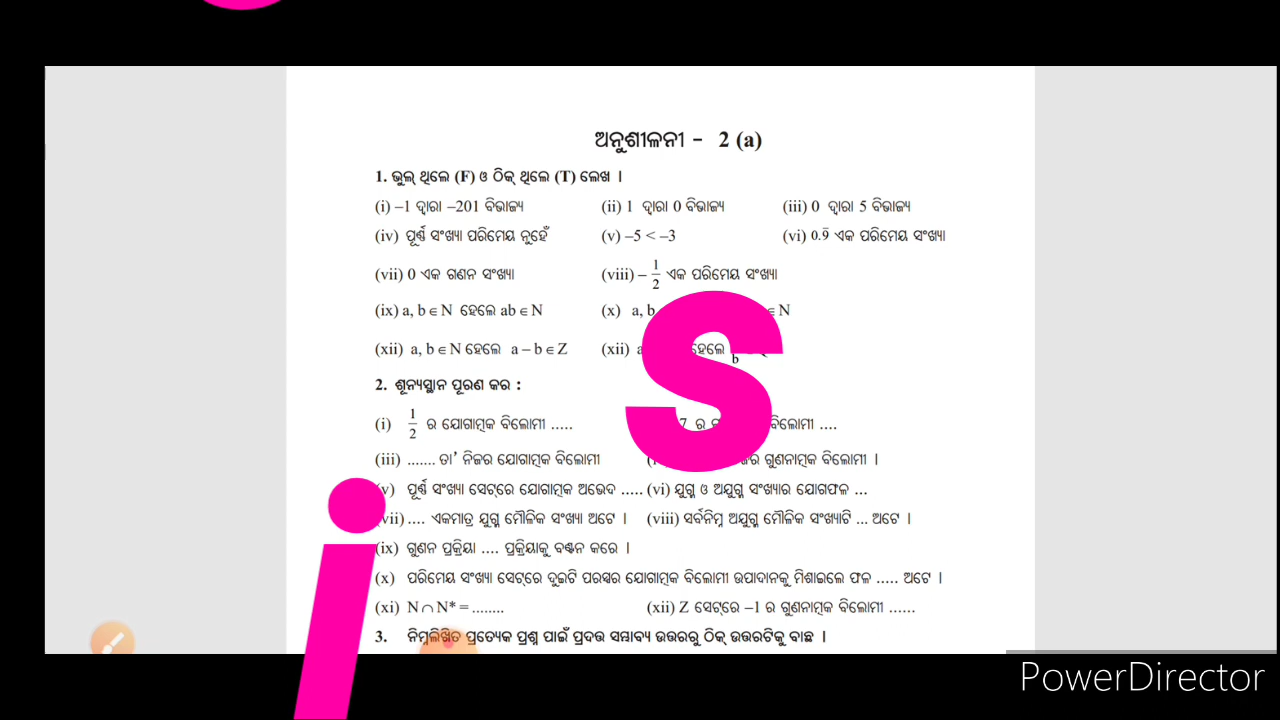 ଅନୁଶୀଳନୀ - 2 (a)
1. ଭୁଲ୍ ଥିଲେ (F) ଓ ଠିକ୍ ଥିଲେ (T) ଲେଖ ।
(i) –1 ଦ୍ୱାରା –201 ବିଭାଜ୍ୟ (ii) 1 ଦ୍ୱାରା 0 ବିଭାଜ୍ୟ (iii) 0 ଦ୍ୱାରା 5 ବିଭାଜ୍ୟ
(iv) ପୂର୍ଣ୍ଣ ସଂଖ୍ୟା ପରିମେୟ ନୁହେଁ (v) –5 < –3 (vi) 0.9̄ ଏକ ପରିମେୟ ସଂଖ୍ୟା
(vii) 0 ଏକ ଗଣନ ସଂଖ୍ୟା (viii) – 1/2 ଏକ ପରିମେୟ ସଂଖ୍ୟା
(ix) a, b ∈ N ହେଲେ ab ∈ N (x) a, b ∈ N
(xii) a, b ∈ N ହେଲେ a – b ∈ Z (xii) a ହେଲେ b
2. ଶୂନ୍ୟସ୍ଥାନ ପୂରଣ କର :
(i) 1/2 ର ଯୋଗାତ୍ମକ ବିଲୋମୀ ..... 7 ର ବିଲୋମୀ ....
(iii) ....... ତା' ନିଜର ଯୋଗାତ୍ମକ ବିଲୋମୀ ଗୁଣନାତ୍ମକ ବିଲୋମୀ ।
(v) ପୂର୍ଣ୍ଣ ସଂଖ୍ୟା ସେଟ୍‌ରେ ଯୋଗାତ୍ମକ ଅଭେଦ ..... (vi) ଯୁଗ୍ମ ଓ ଅଯୁଗ୍ମ ସଂଖ୍ୟାର ଯୋଗଫଳ ...
(vii) .... ଏକମାତ୍ର ଯୁଗ୍ମ ମୌଳିକ ସଂଖ୍ୟା ଅଟେ । (viii) ସର୍ବନିମ୍ନ ଅଯୁଗ୍ମ ମୌଳିକ ସଂଖ୍ୟାଟି ... ଅଟେ ।
(ix) ଗୁଣନ ପ୍ରକ୍ରିୟା .... ପ୍ରକ୍ରିୟାକୁ ବଣ୍ଟନ କରେ ।
(x) ପରିମେୟ ସଂଖ୍ୟା ସେଟ୍‌ରେ ଦୁଇଟି ପରସ୍ପର ଯୋଗାତ୍ମକ ବିଲୋମୀ ଉପାଦାନକୁ ମିଶାଇଲେ ଫଳ ..... ଅଟେ ।
(xi) N ∩ N* = ........ (xii) Z ସେଟ୍‌ରେ –1 ର ଗୁଣନାତ୍ମକ ବିଲୋମୀ ......
3. ନିମ୍ନଲିଖିତ ପ୍ରତ୍ୟେକ ପ୍ରଶ୍ନ ପାଇଁ ପ୍ରଦତ୍ତ ସମ୍ଭାବ୍ୟ ଉତ୍ତରରୁ ଠିକ୍ ଉତ୍ତରଟିକୁ ବାଛ ।
s
i
PowerDirector